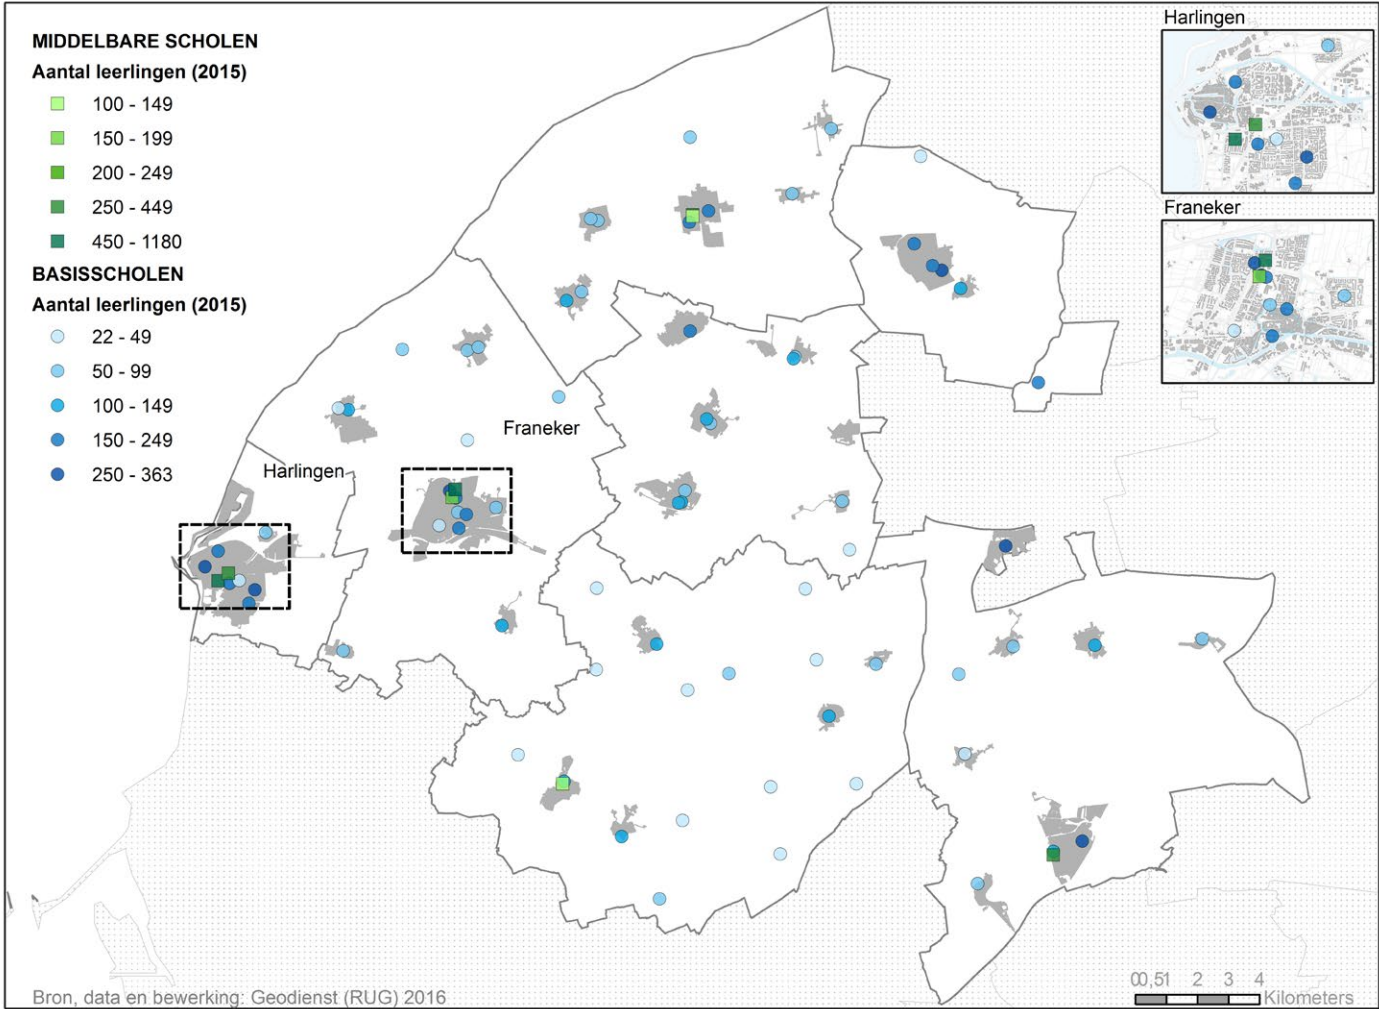 MIDDELBARE SCHOLEN
Aantal leerlingen (2015)
100 - 149
150 - 199
200 - 249
250 - 449
450 - 1180
BASISSCHOLEN
Aantal leerlingen (2015)
22 - 49
50 - 99
100 - 149
150 - 249
250 - 363
Harlingen
Franeker
Franeker
Harlingen
00,51 2 3 4
Kilometers
Bron, data en bewerking: Geodienst (RUG) 2016